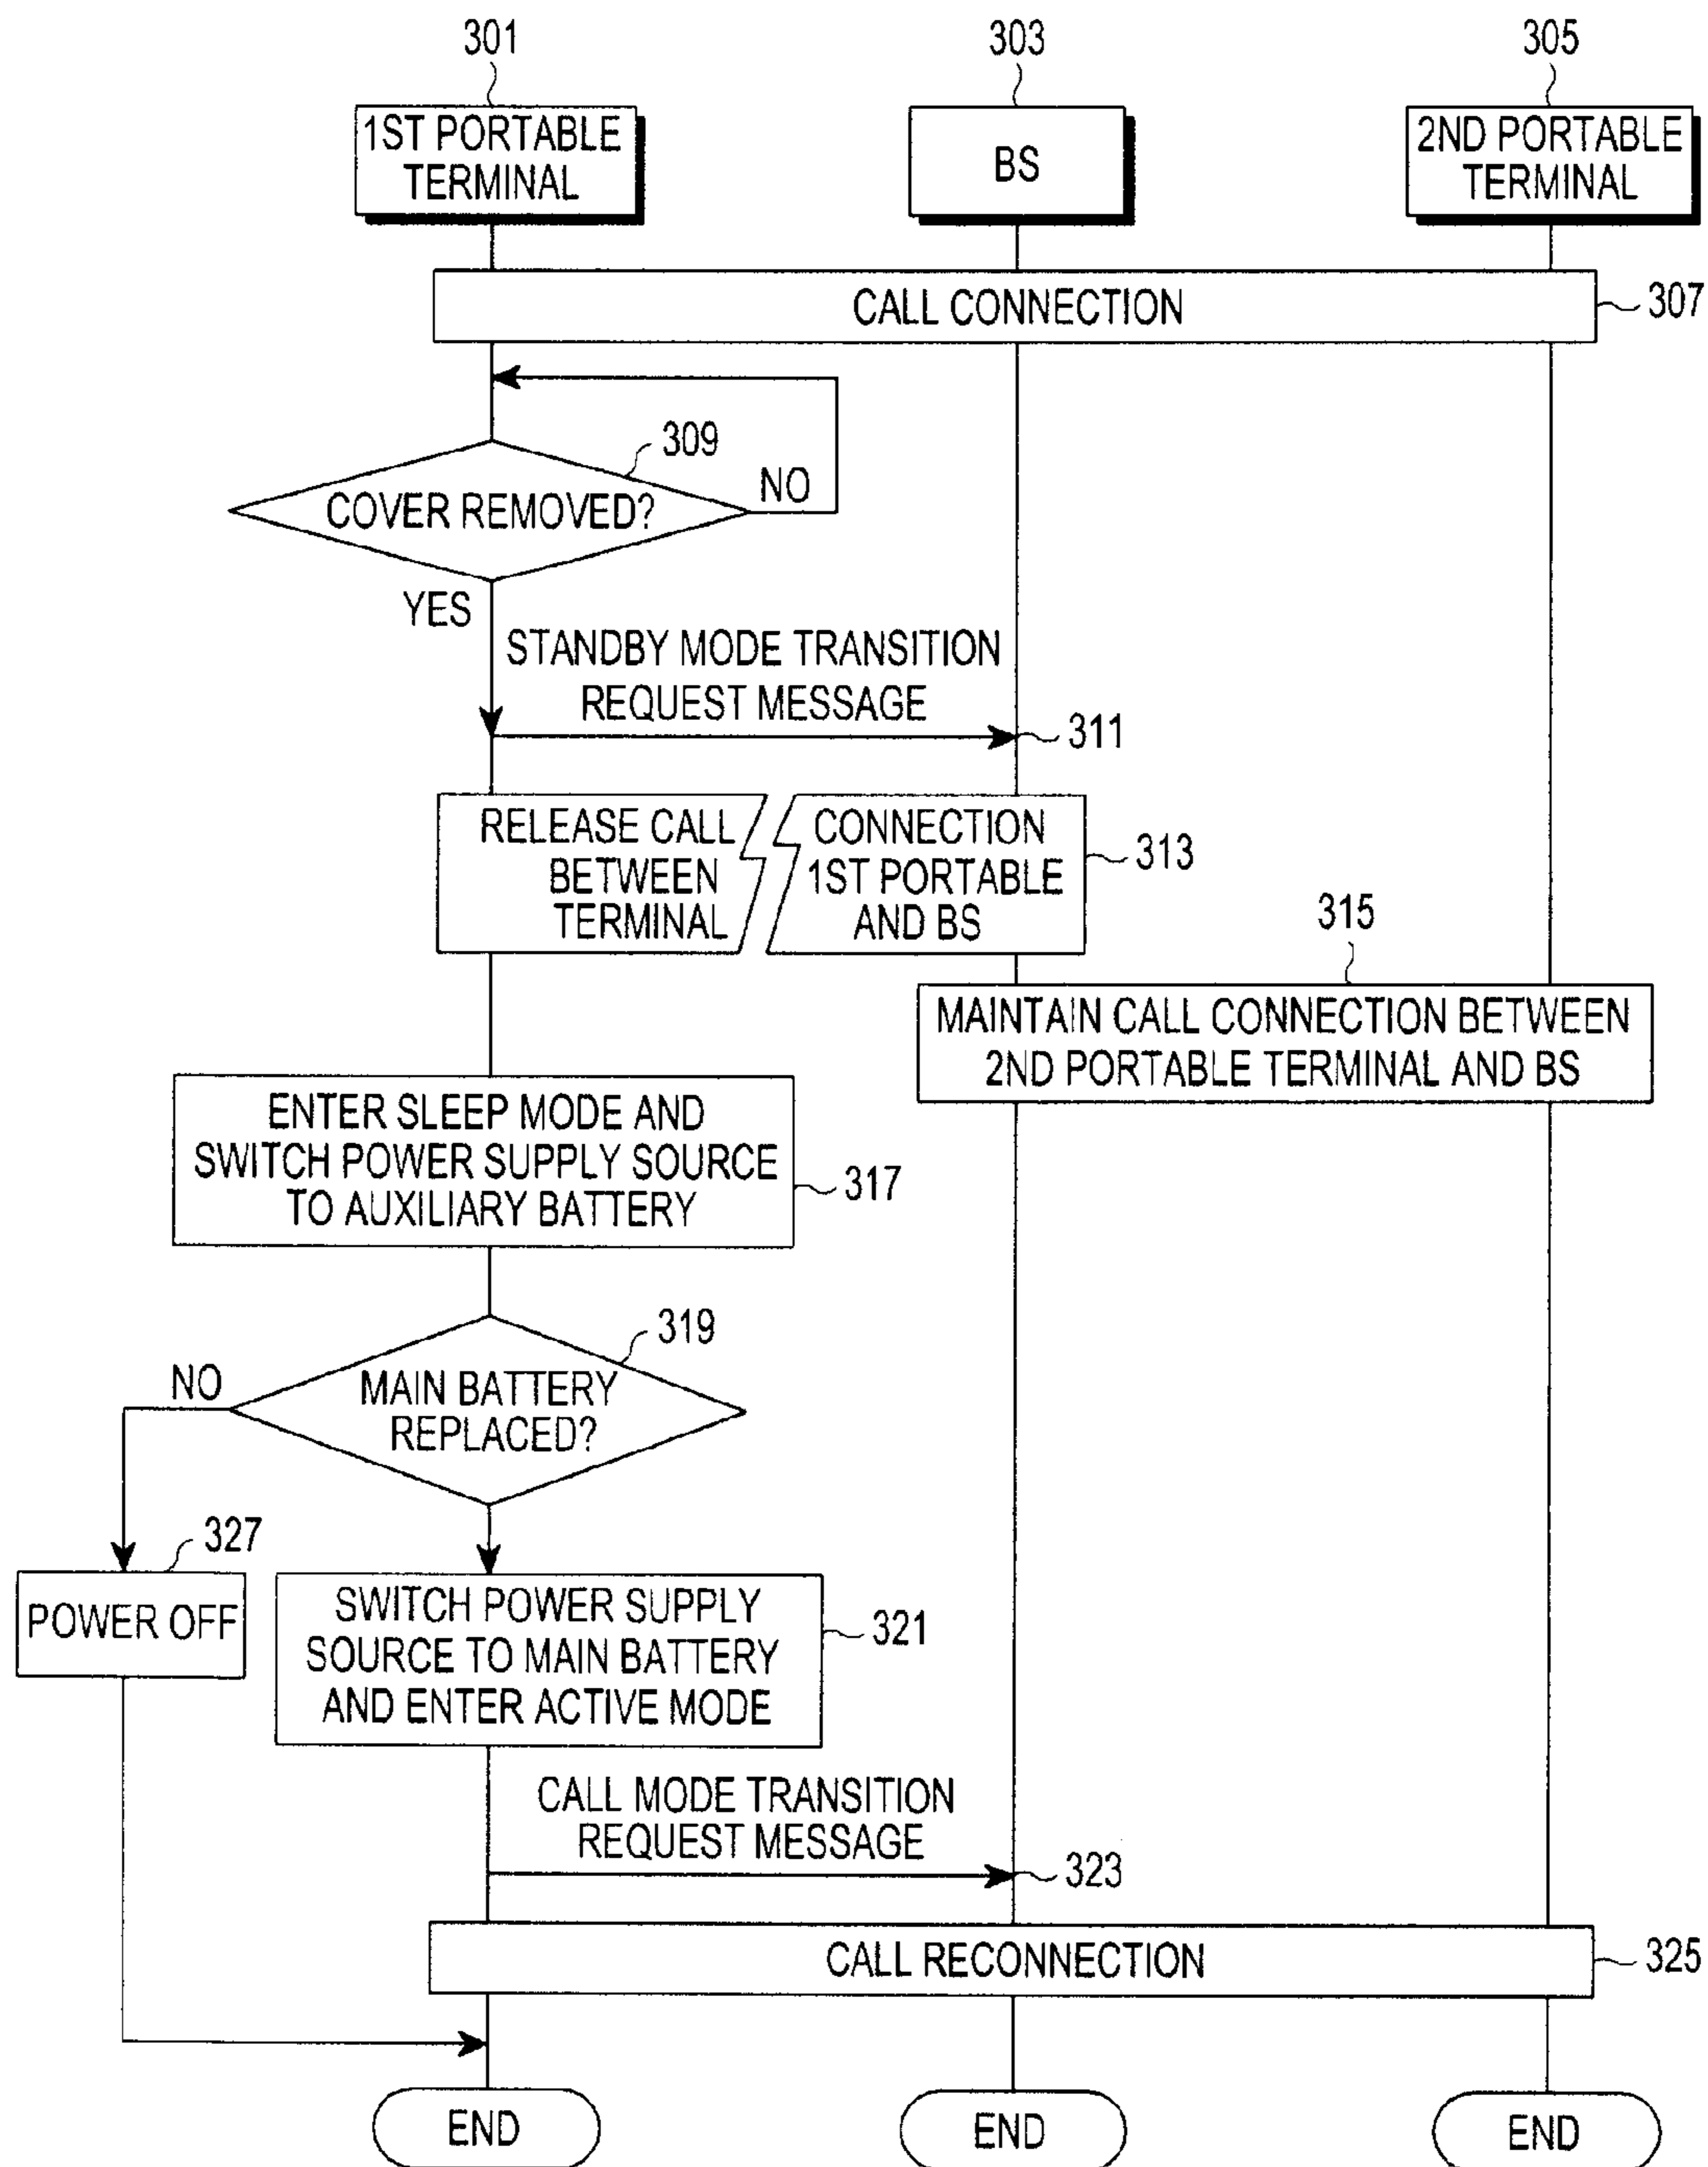 301
303
305
1ST PORTABLE
TERMINAL
BS
2ND PORTABLE
TERMINAL
CALL CONNECTION
307
309
NO
COVER REMOVED?
YES
STANDBY MODE TRANSITION
REQUEST MESSAGE
311
RELEASE CALL
BETWEEN
TERMINAL
CONNECTION
1ST PORTABLE
AND BS
313
315
MAINTAIN CALL CONNECTION BETWEEN
2ND PORTABLE TERMINAL AND BS
ENTER SLEEP MODE AND
SWITCH POWER SUPPLY SOURCE
TO AUXILIARY BATTERY
317
319
NO
MAIN BATTERY
REPLACED?
327
POWER OFF
SWITCH POWER SUPPLY
SOURCE TO MAIN BATTERY
AND ENTER ACTIVE MODE
321
CALL MODE TRANSITION
REQUEST MESSAGE
323
CALL RECONNECTION
325
END
END
END